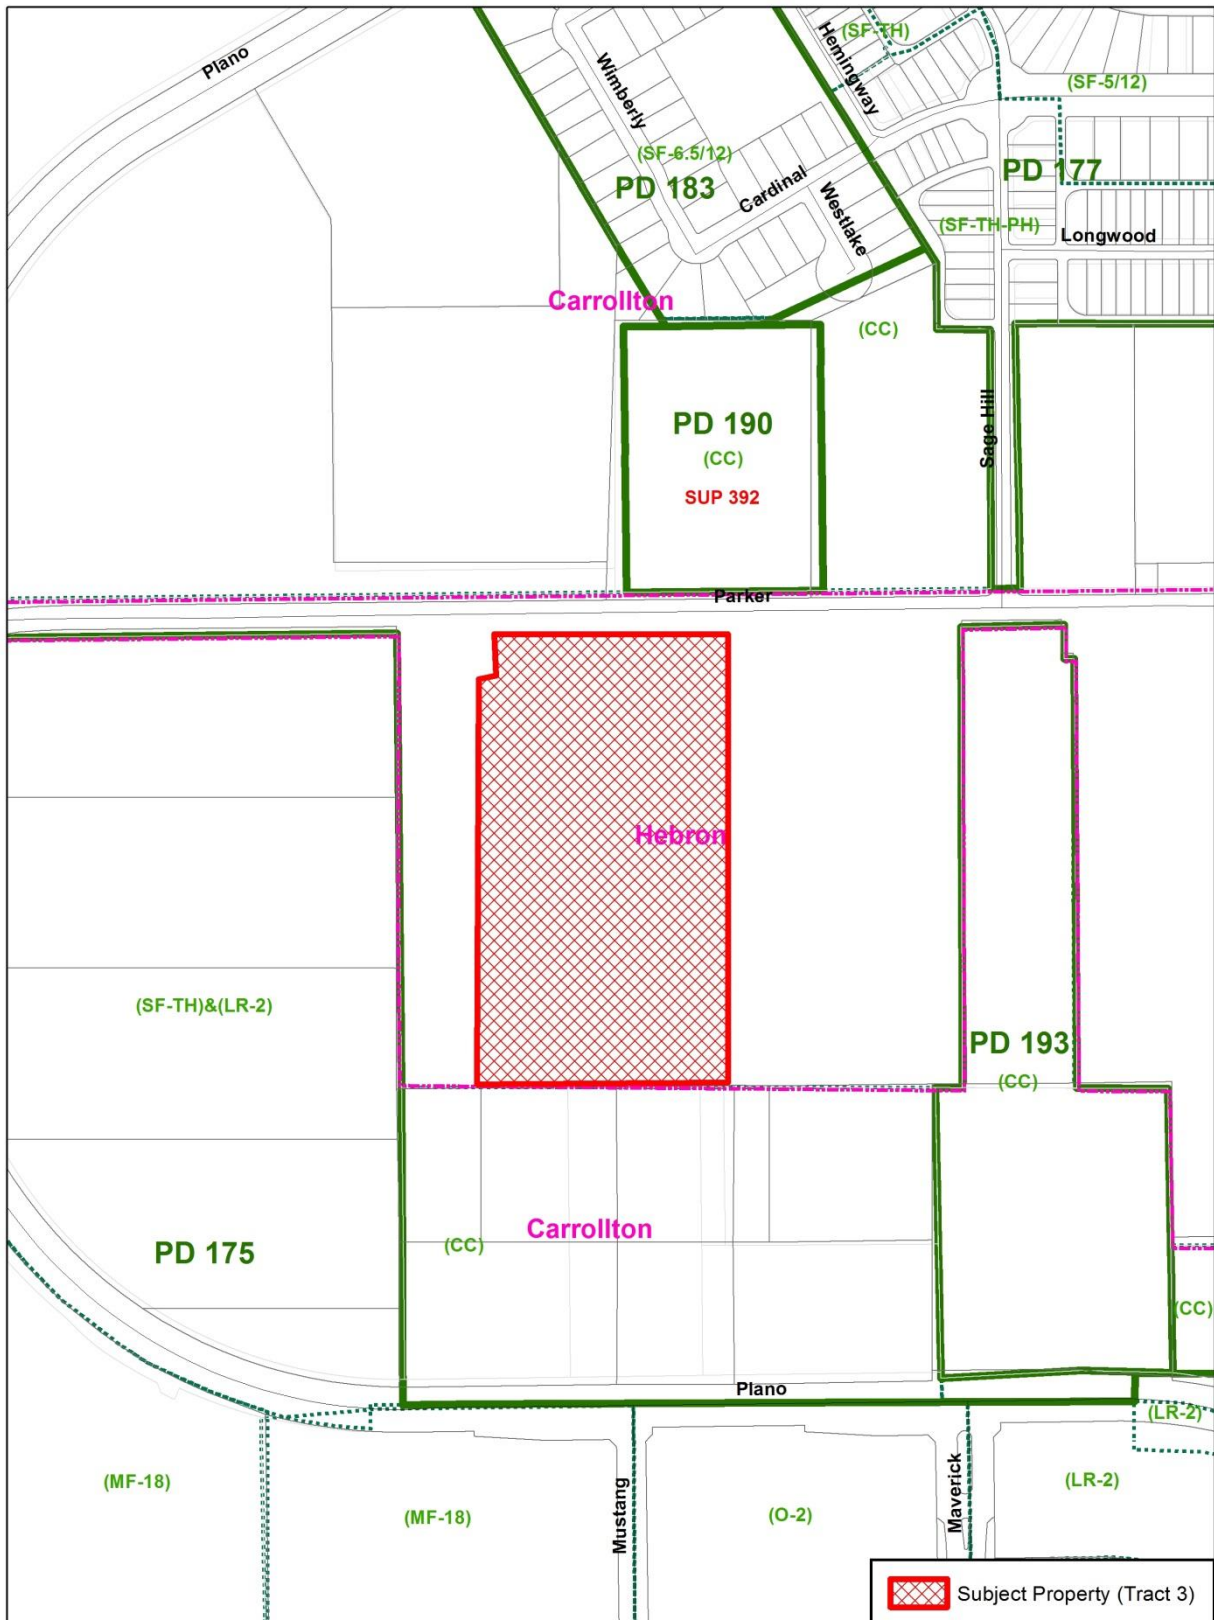 Plano
Wimberly
(SF-TH)
Hemingway
(SF-5/12)
(SF-6.5/12)
PD 183
PD 177
Cardinal
Westlake
(SF-TH-PH)
Longwood
Carrollton
(CC)
PD 190
(CC)
SUP 392
Sage Hill
Parker
Hebron
(SF-TH)&(LR-2)
PD 193
(CC)
PD 175
(CC)
Carrollton
(CC)
Plano
(LR-2)
(MF-18)
(MF-18)
Mustang
(O-2)
Maverick
(LR-2)
Subject Property (Tract 3)